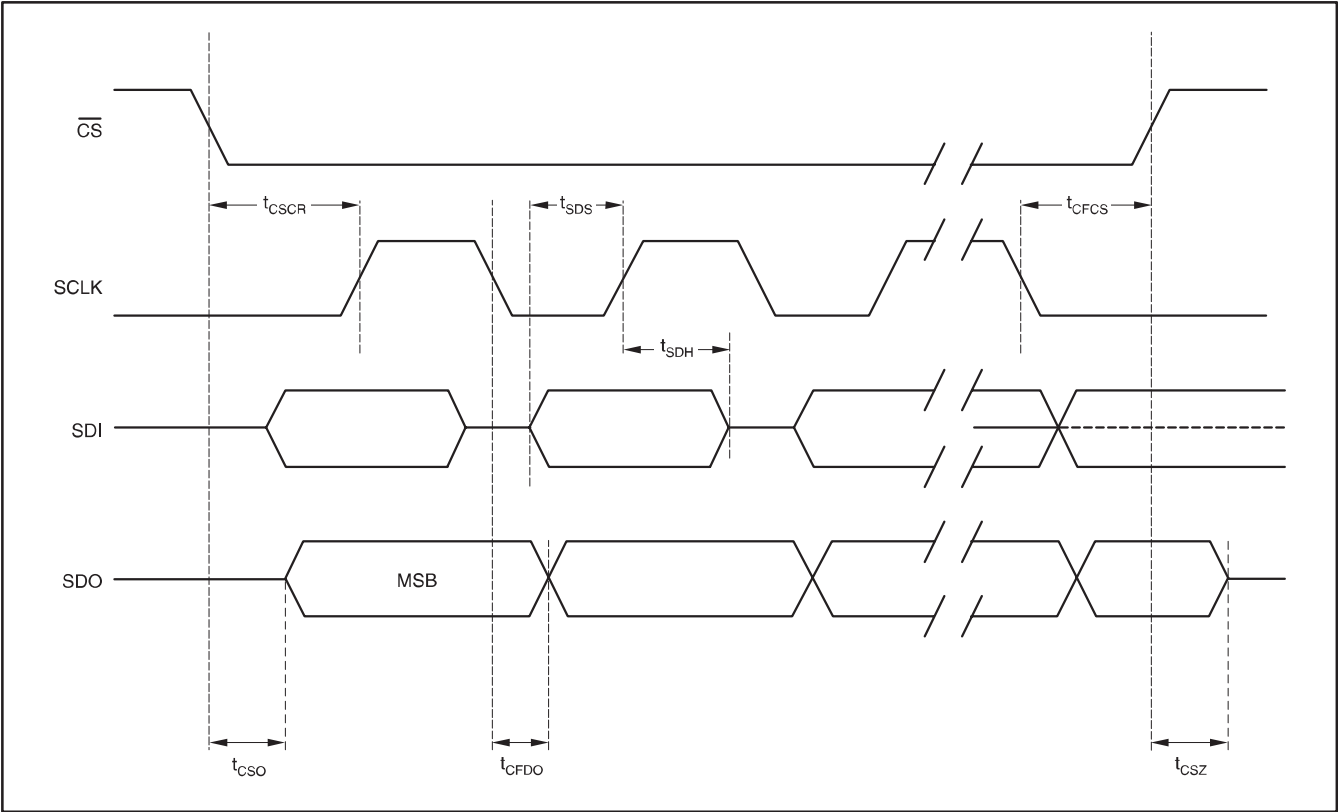 CS
tCSCR
tSDS
tCFCS
SCLK
tSDH
SDI
SDO
MSB
tCSO
tCFDO
tCSZ